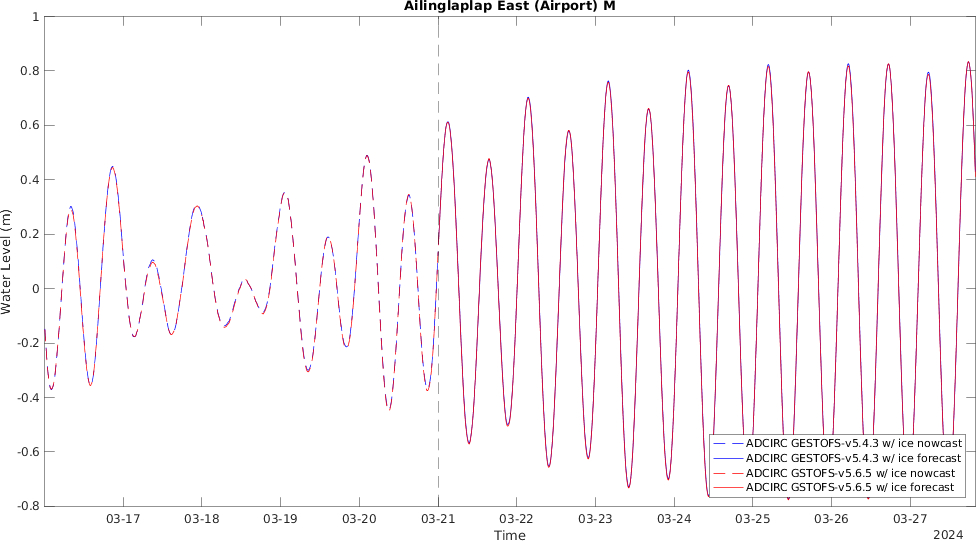 Ailinglaplap East (Airport) M
1
0.8
0.6
0.4
0.2
0
-0.2
-0.4
-0.6
-0.8
Water Level (m)
ADCIRC GESTOFS-v5.4.3 w/ ice nowcast
ADCIRC GESTOFS-v5.4.3 w/ ice forecast
ADCIRC GSTOFS-v5.6.5 w/ ice nowcast
ADCIRC GSTOFS-v5.6.5 w/ ice forecast
03-17 03-18 03-19 03-20 03-21 03-22 03-23 03-24 03-25 03-26 03-27
Time
2024